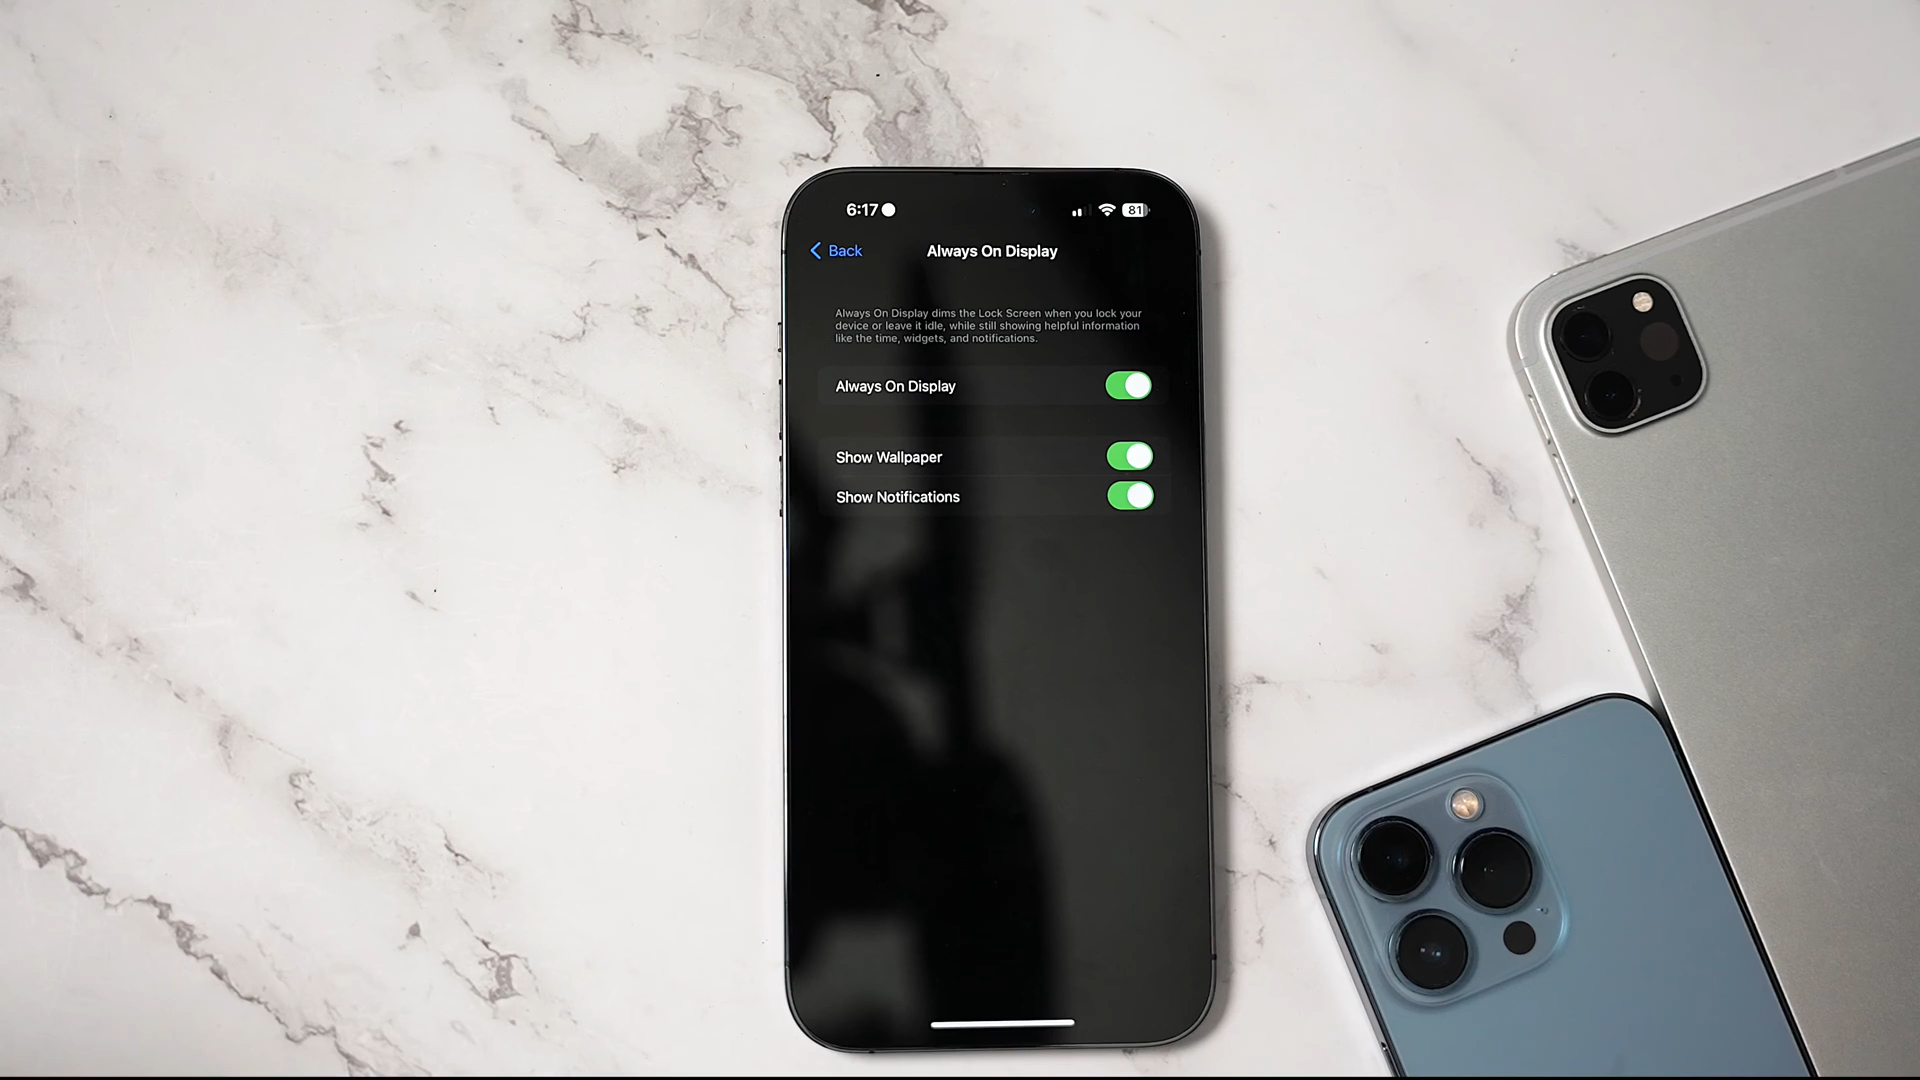 6:17
81
Back
Always On Display
Always On Display dims the Lock Screen when you lock your
device or leave it idle, while still showing helpful information
like the time, widgets, and notifications.
Always On Display
Show Wallpaper
Show Notifications